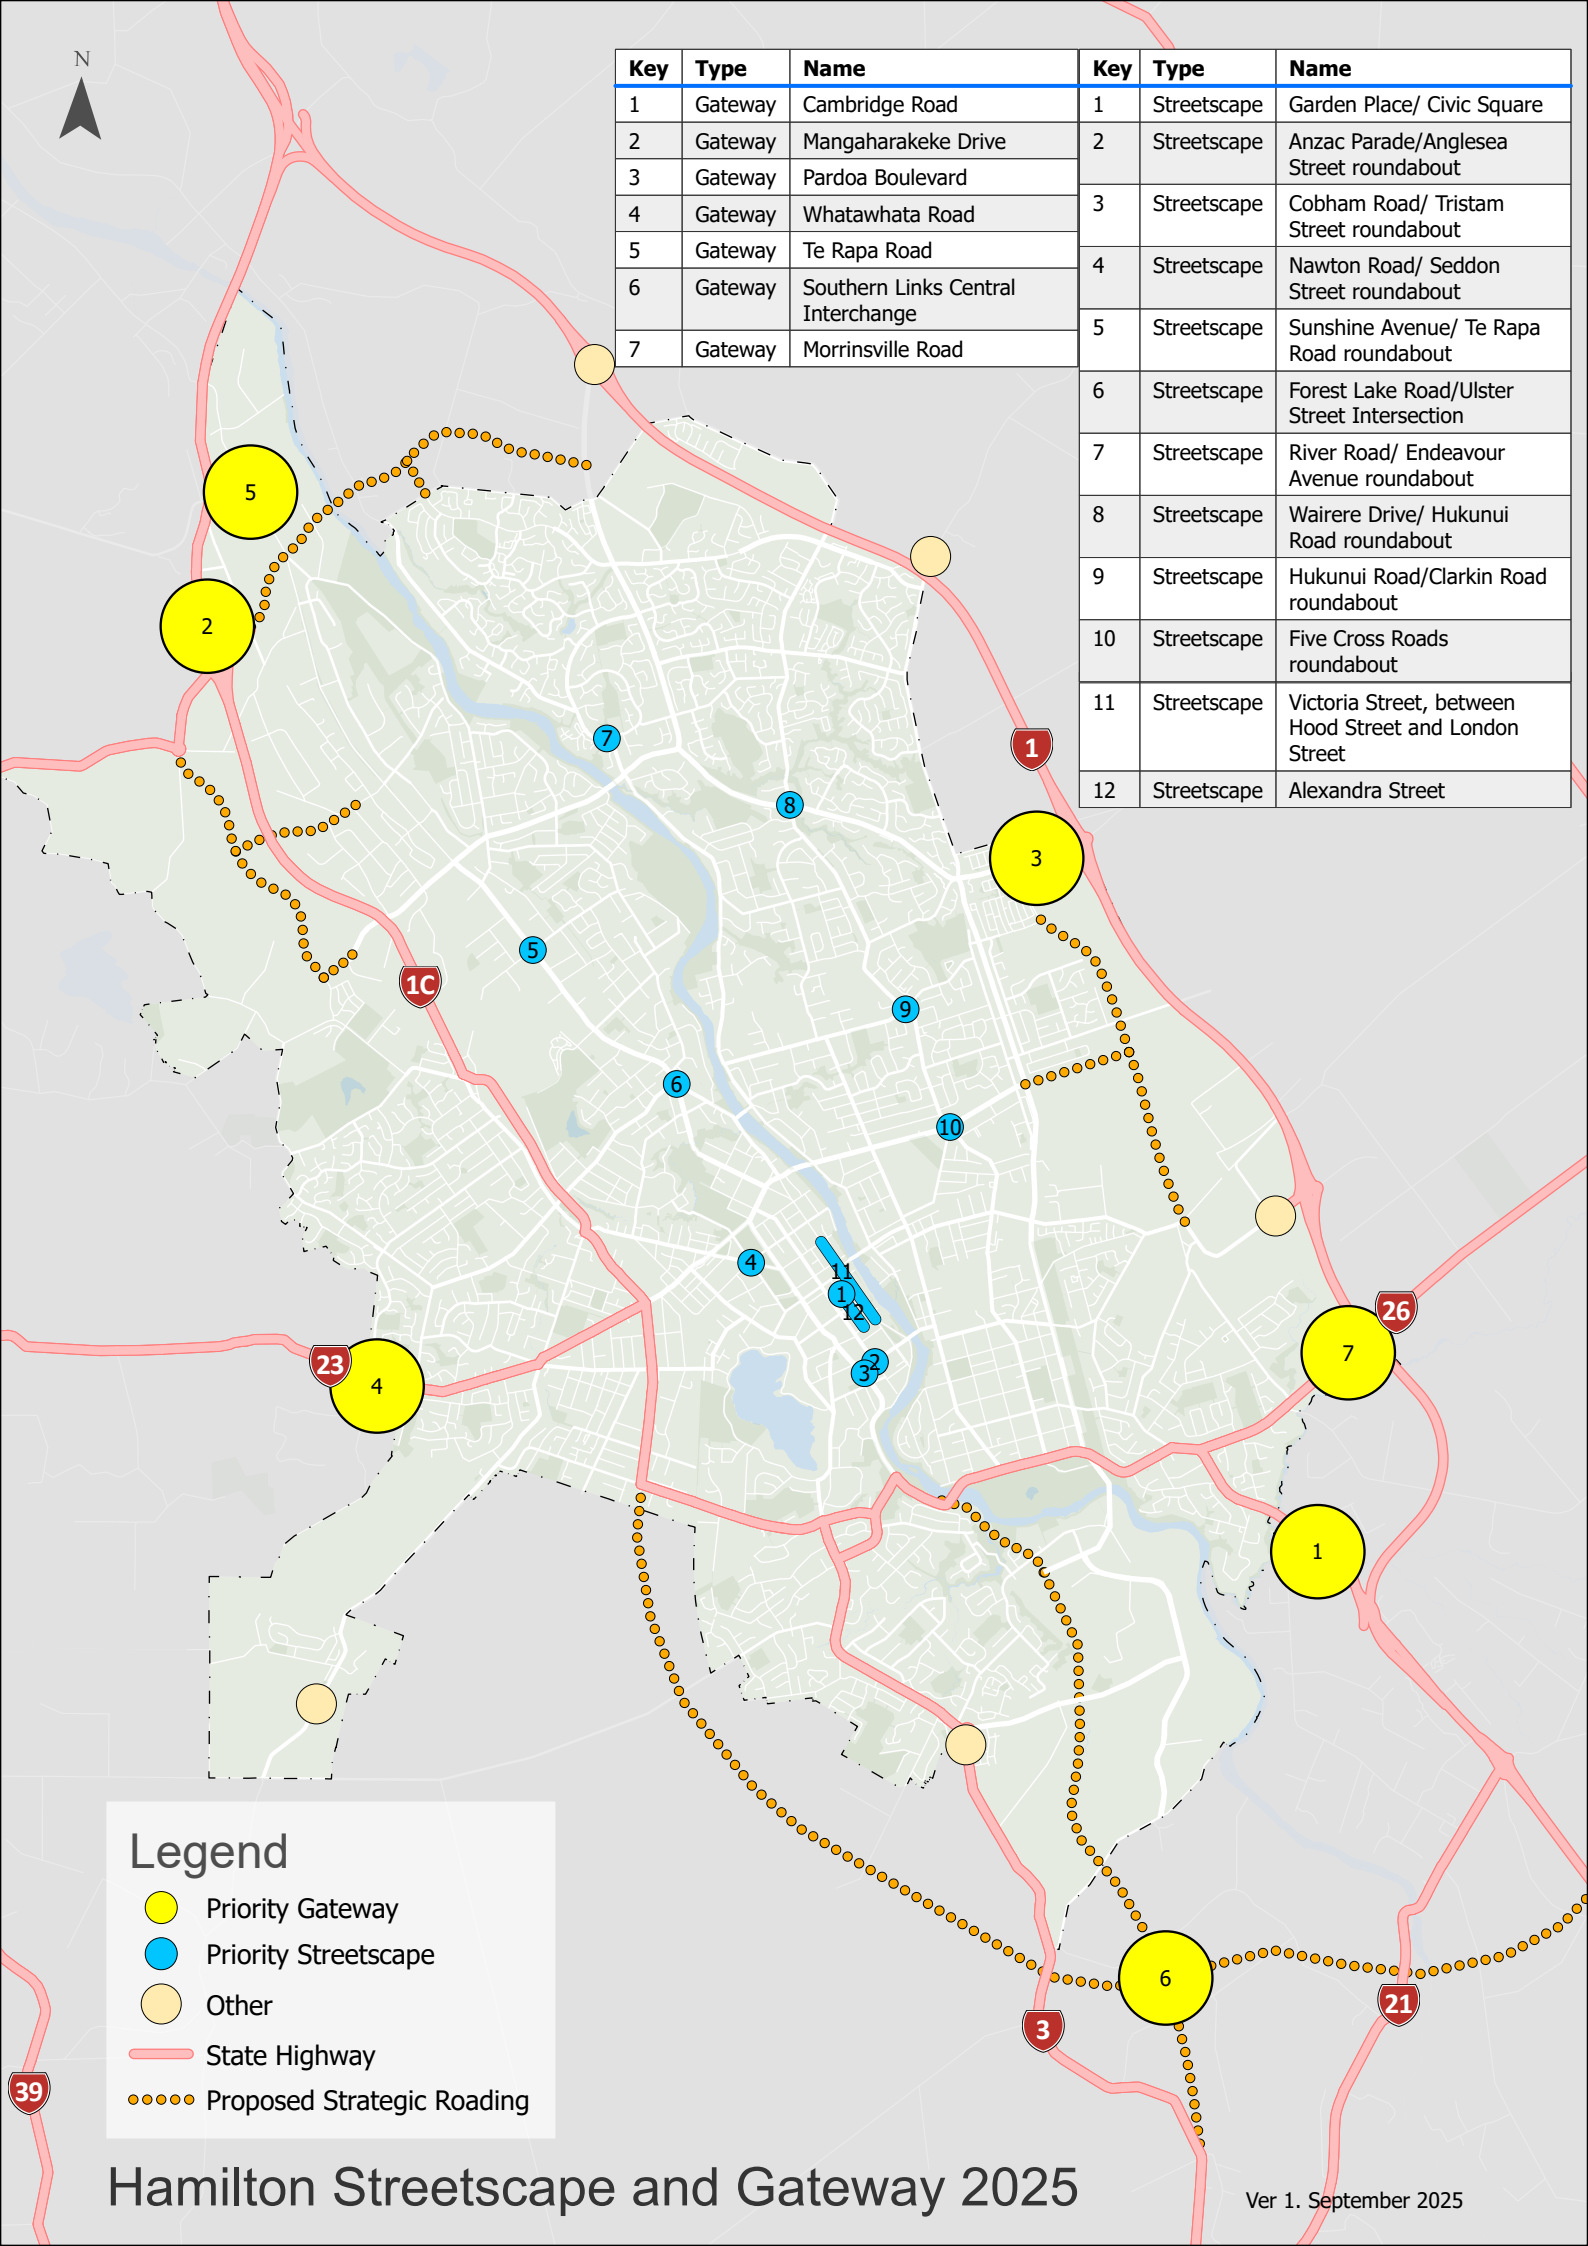 N
Key Type Name
1 Gateway Cambridge Road
2 Gateway Mangaharakeke Drive
3 Gateway Pardoa Boulevard
4 Gateway Whatawhata Road
5 Gateway Te Rapa Road
6 Gateway Southern Links Central
Interchange
7 Gateway Morrinsville Road
Key Type Name
1 Streetscape Garden Place/ Civic Square
2 Streetscape Anzac Parade/Anglesea
Street roundabout
3 Streetscape Cobham Road/ Tristam
Street roundabout
4 Streetscape Nawton Road/ Seddon
Street roundabout
5 Streetscape Sunshine Avenue/ Te Rapa
Road roundabout
6 Streetscape Forest Lake Road/Ulster
Street Intersection
7 Streetscape River Road/ Endeavour
Avenue roundabout
8 Streetscape Wairere Drive/ Hukunui
Road roundabout
9 Streetscape Hukunui Road/Clarkin Road
roundabout
10 Streetscape Five Cross Roads
roundabout
11 Streetscape Victoria Street, between
Hood Street and London
Street
12 Streetscape Alexandra Street
5
2
7
1
8
3
5
1C
9
6
10
4
11
1
12
26
7
2
3
23
4
1
6
21
3
39
Legend
Priority Gateway
Priority Streetscape
Other
State Highway
Proposed Strategic Roading
Hamilton Streetscape and Gateway 2025
Ver 1. September 2025